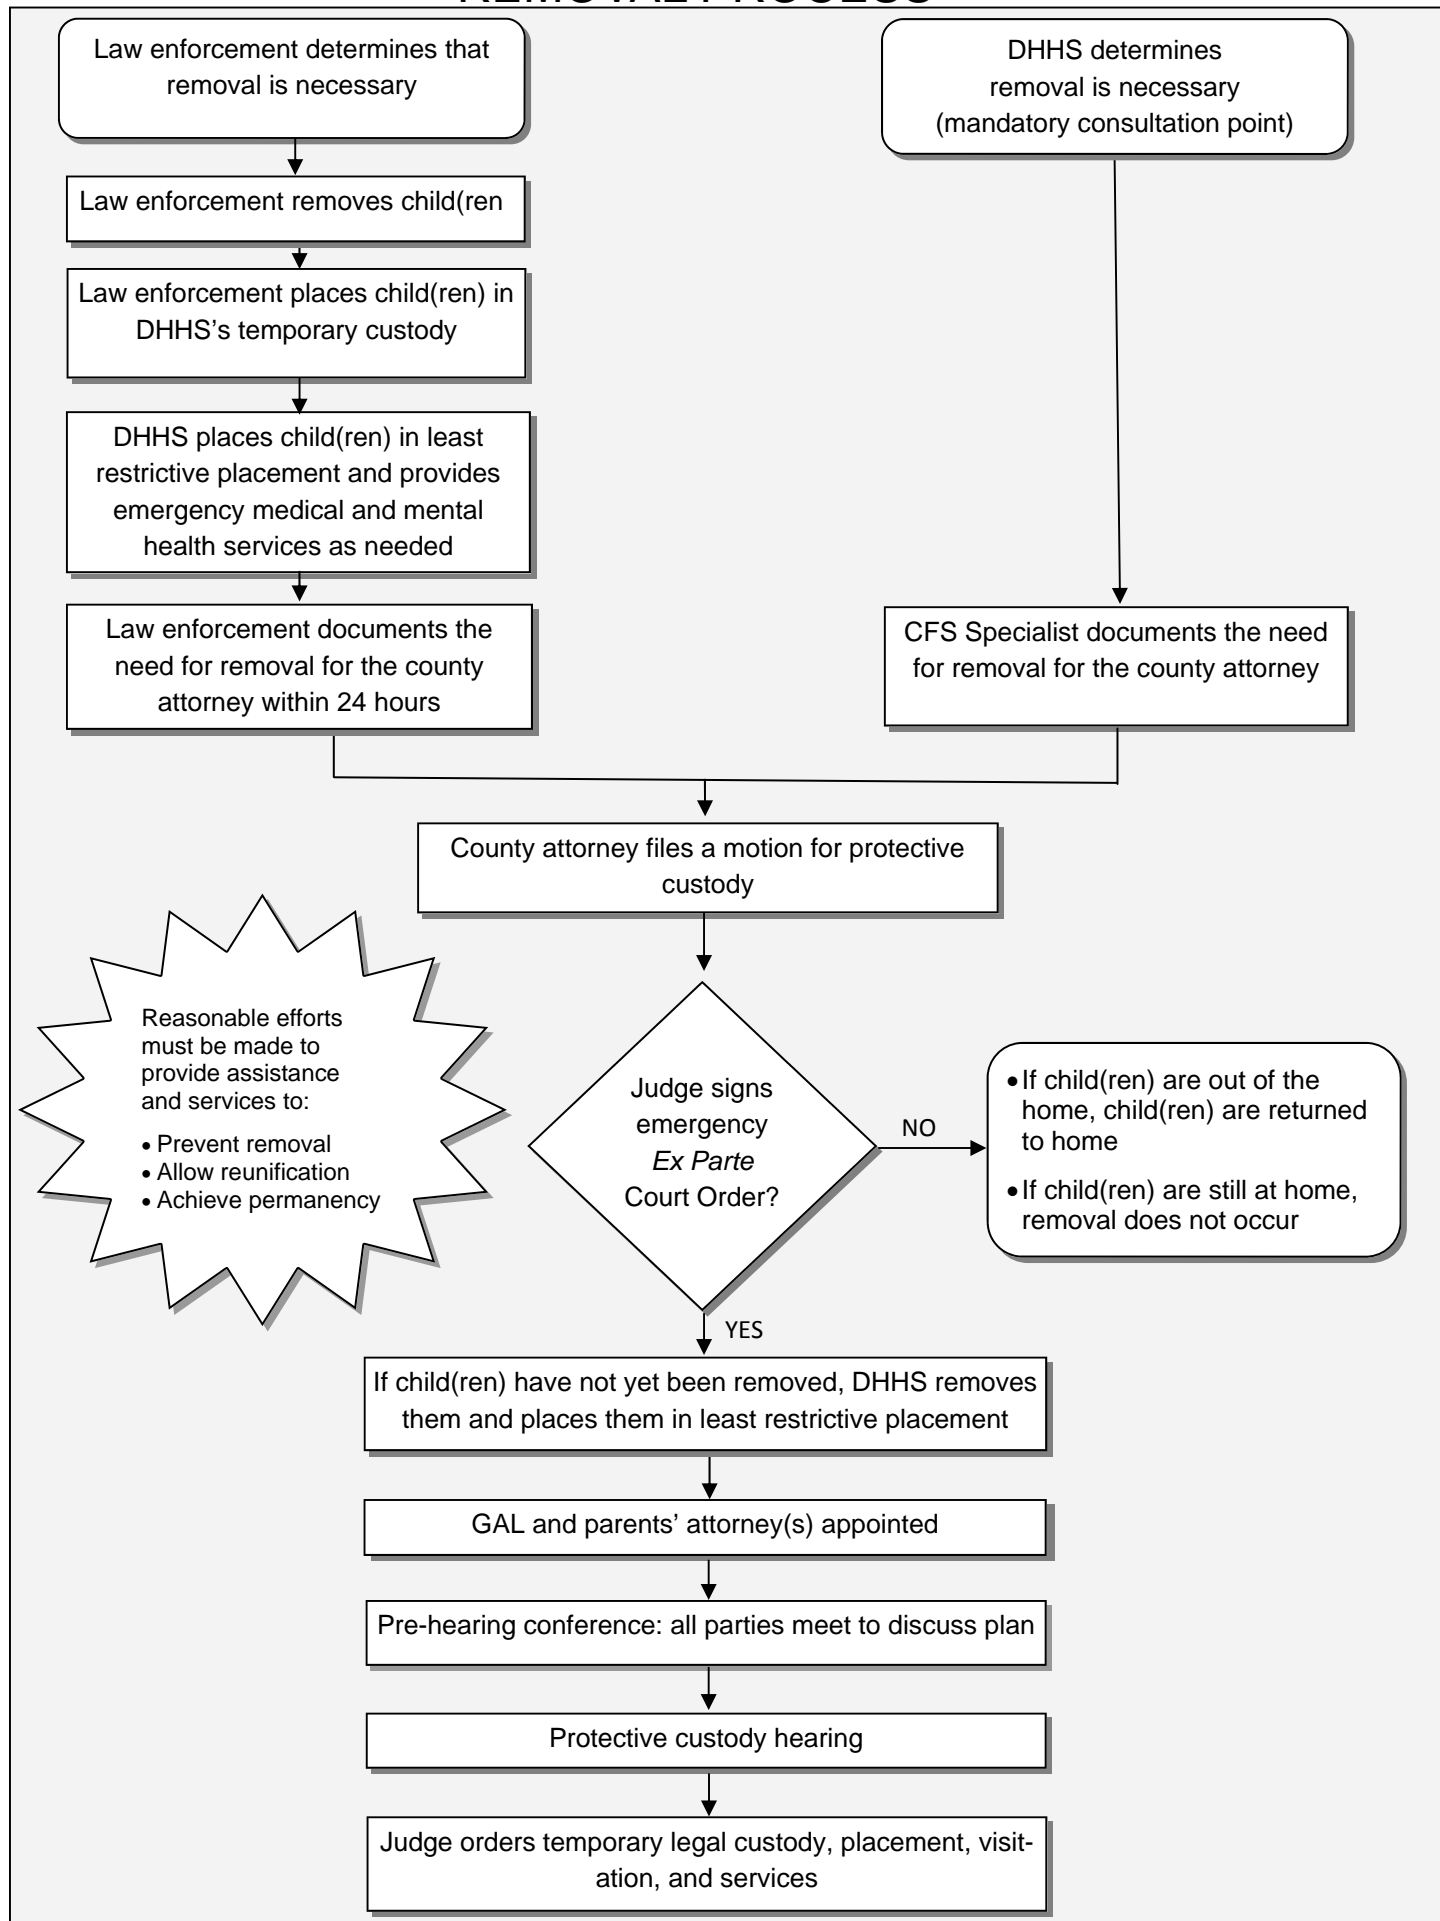 REMOVAL PROCESS
Law enforcement determines that
removal is necessary
DHHS determines
removal is necessary
(mandatory consultation point)
Law enforcement removes child(ren
Law enforcement places child(ren) in
DHHS’s temporary custody
DHHS places child(ren) in least
restrictive placement and provides
emergency medical and mental
health services as needed
Law enforcement documents the
need for removal for the county
attorney within 24 hours
CFS Specialist documents the need
for removal for the county attorney
County attorney files a motion for protective
custody
Reasonable efforts
must be made to
provide assistance
and services to:
• Prevent removal
• Allow reunification
• Achieve permanency
Judge signs
emergency
Ex Parte
Court Order?
NO
• If child(ren) are out of the
home, child(ren) are returned
to home
• If child(ren) are still at home,
removal does not occur
YES
If child(ren) have not yet been removed, DHHS removes
them and places them in least restrictive placement
GAL and parents’ attorney(s) appointed
Pre-hearing conference: all parties meet to discuss plan
Protective custody hearing
Judge orders temporary legal custody, placement, visit-
ation, and services